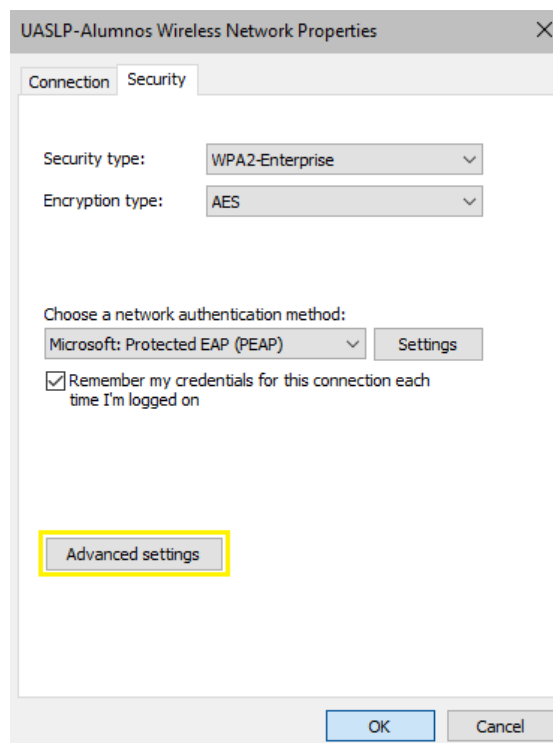 UASLP-Alumnos Wireless Network Properties
Connection
Security
Security type:
WPA2-Enterprise
Encryption type:
AES
Choose a network authentication method:
Microsoft: Protected EAP (PEAP)
Settings
Remember my credentials for this connection each
time I'm logged on
Advanced settings
OK
Cancel